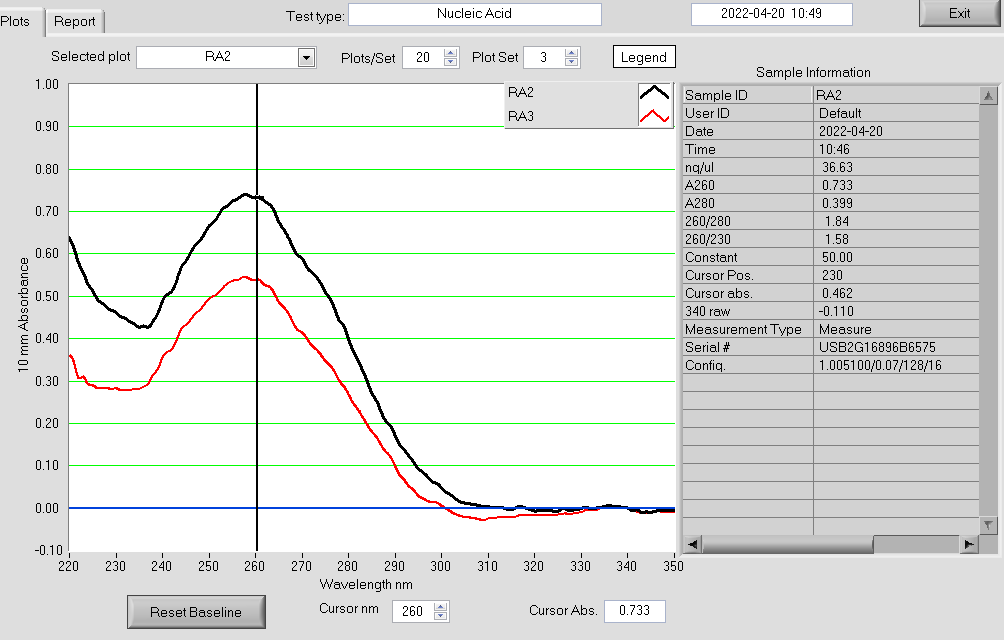 Plots Report
Test type: Nucleic Acid 2022-04-20 10:49 Exit
Selected plot RA2 Plots/Set 20 Plot Set 3 Legend
Sample Information
RA2
RA3
1.00
0.90
0.80
0.70
0.60
0.50
0.40
0.30
0.20
0.10
0.00
-0.10
10 mm Absorbance
220 230 240 250 260 270 280 290 300 310 320 330 340 350
Wavelength nm
Sample ID RA2
User ID Default
Date 2022-04-20
Time 10:46
ng/ul 36.63
A260 0.733
A280 0.399
260/280 1.84
260/230 1.58
Constant 50.00
Cursor Pos. 230
Cursor abs. 0.462
340 raw -0.110
Measurement Type Measure
Serial # USB2G16896B6575
Config. 1.005100/0.07/128/16
Reset Baseline Cursor nm 260 Cursor Abs. 0.733